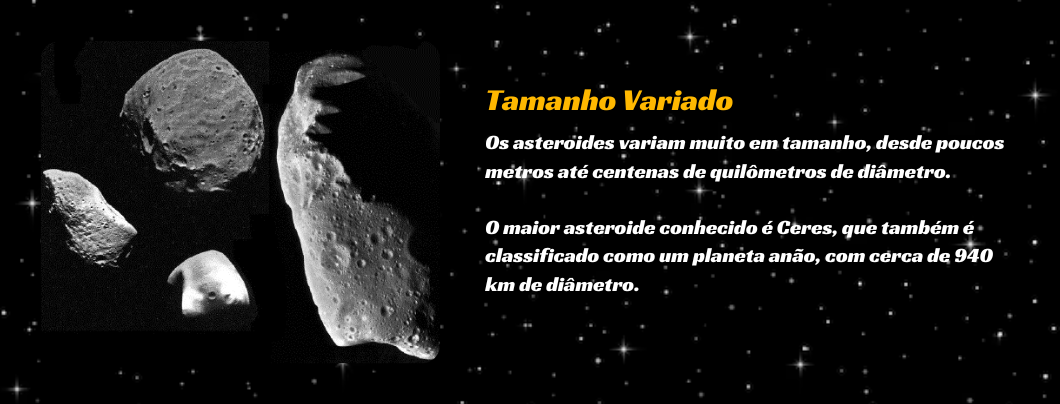 Tamanho Variado
Os asteroides variam muito em tamanho, desde poucos
metros até centenas de quilômetros de diâmetro.
O maior asteroide conhecido é Ceres, que também é
classificado como um planeta anão, com cerca de 940
km de diâmetro.